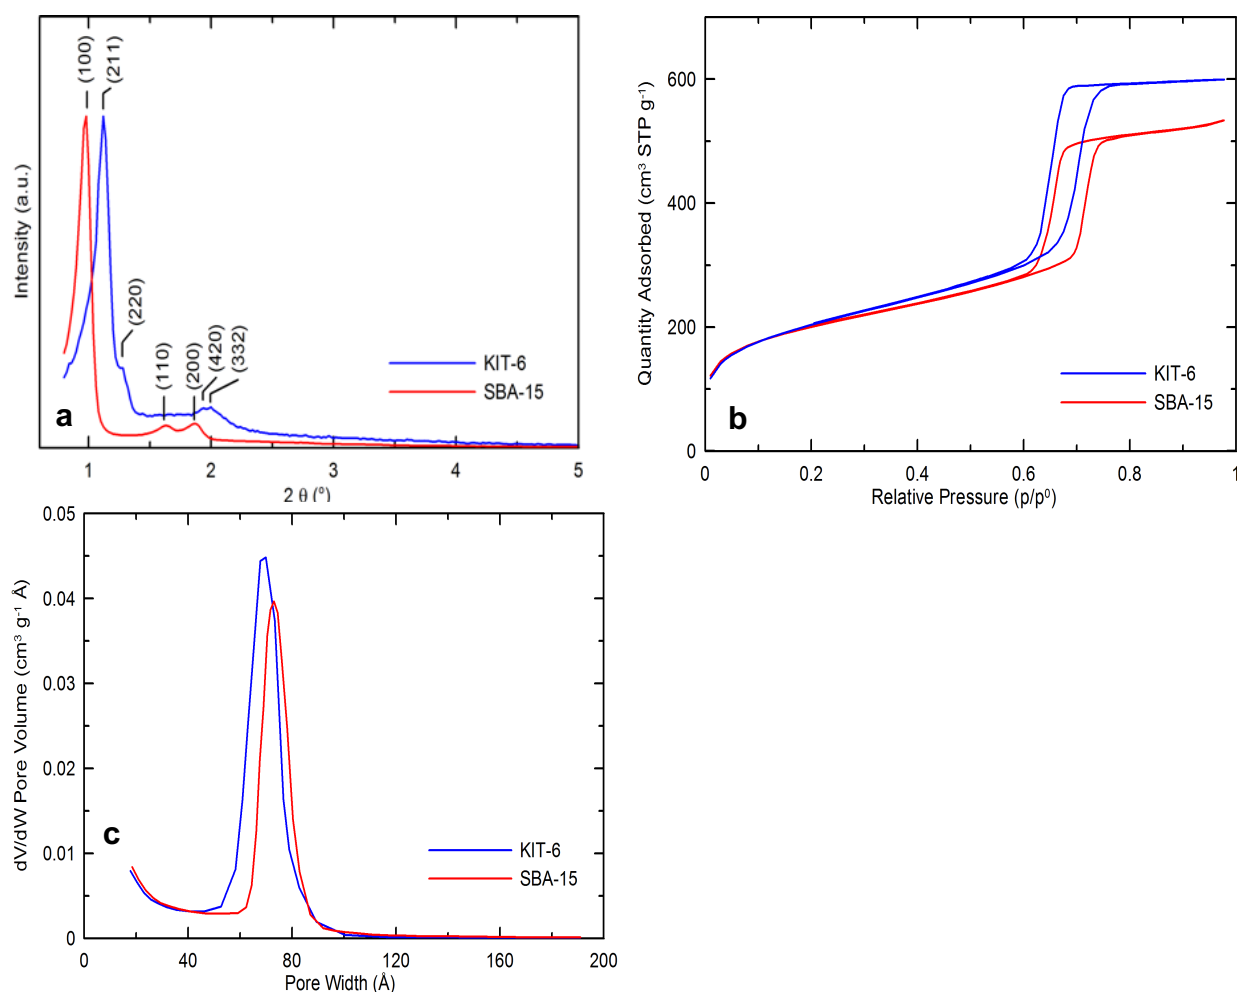 Intensity (a.u.)
(100)
(211)
(220)
(110)
(200)
(420)
(332)
KIT-6
SBA-15
a
1
2
3
4
5
2 θ (º)
Quantity Adsorbed (cm³ STP g⁻¹)
600
400
200
0
KIT-6
SBA-15
b
0
0.2
0.4
0.6
0.8
1
Relative Pressure (p/p⁰)
dV/dW Pore Volume (cm³ g⁻¹ Å)
0.05
0.04
0.03
0.02
0.01
0
c
KIT-6
SBA-15
0
40
80
120
160
200
Pore Width (Å)